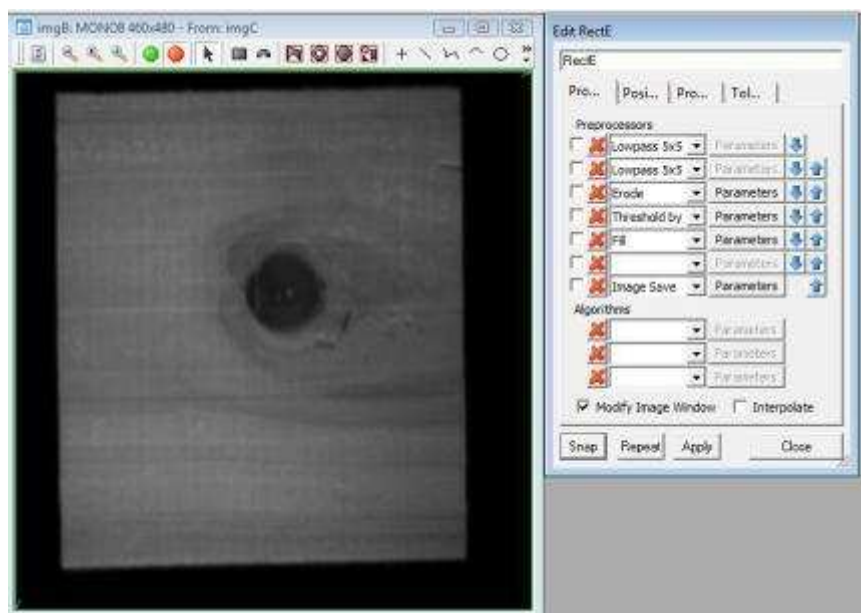 imgB: MONO8 460x480 - From: imgC
Edit RectE
RectE
Pro... Posi... Pro... Tol...
Preprocessors
Lowpass 5x5 Parameters
Lowpass 5x5 Parameters
Erode Parameters
Threshold by Parameters
Fill Parameters
Parameters
Image Save Parameters
Algorithms
Parameters
Parameters
Parameters
Modify Image Window Interpolate
Snap Repeat Apply Close